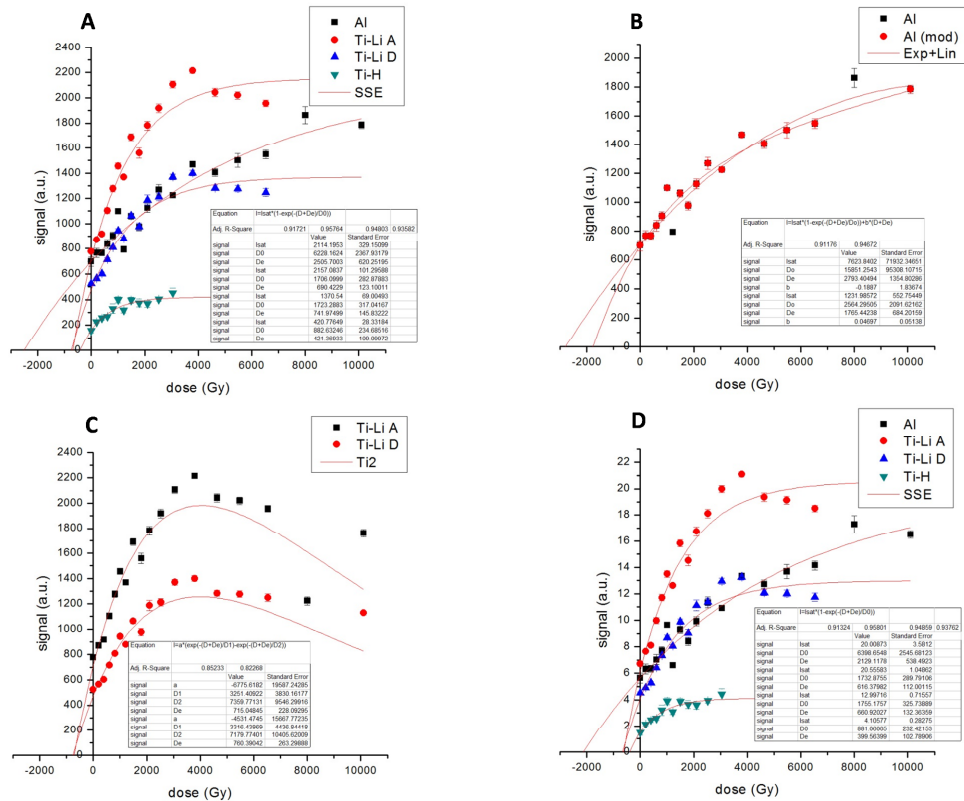 A
Al
Ti-Li A
Ti-Li D
Ti-H
SSE
2400
2200
2000
1800
1600
1400
1200
1000
800
600
400
200
0
signal (a.u.)
Equation I=Isat*(1-exp(-(D+De)/D0))
Adj. R-Square 0.91721 0.95764 0.94803 0.93582
Value Standard Error
signal Isat 2114.1953 329.15099
signal D0 6228.1624 2367.93179
signal De 2505.7003 620.25195
signal Isat 2157.0837 101.29588
signal D0 1706.0999 282.87883
signal De 690.4229 123.10011
signal Isat 1370.54 69.00493
signal D0 1723.2883 317.04167
signal De 741.97499 145.83222
signal Isat 420.77649 28.33184
signal D0 882.63246 234.68516
signal De
-2000 0 2000 4000 6000 8000 10000
dose (Gy)
B
Al
Al (mod)
Exp+Lin
2000
1800
1600
1400
1200
1000
800
600
400
200
0
signal (a.u.)
Equation I=Isat*(1-exp(-(D+De)/Do))+b*(D+De)
Adj. R-Square 0.91176 0.94672
Value Standard Error
signal Isat 7623.8402 71932.34651
signal Do 15851.2543 95308.10715
signal De 2793.40494 1354.80286
signal b -0.1887 1.83674
signal Isat 1231.98572 552.75449
signal Do 2564.29505 2091.62162
signal De 1765.44238 684.20159
signal b 0.04697 0.05138
-2000 0 2000 4000 6000 8000 10000
dose (Gy)
C
Ti-Li A
Ti-Li D
Ti2
2400
2200
2000
1800
1600
1400
1200
1000
800
600
400
200
0
signal (a.u.)
Equation I=a*(exp(-(D+De)/D1)-exp(-(D+De)/D2))
Adj. R-Square 0.85233 0.82268
Value Standard Error
signal a -6775.6182 19587.24285
signal D1 3251.40922 3830.16177
signal D2 7359.77131 9546.29916
signal De 715.04845 228.09295
signal a -4531.4745 15667.77235
signal D1
signal D2 7179.77401 10405.62009
signal De 760.39042 263.29888
0 2000 4000 6000 8000 10000
dose (Gy)
D
Al
Ti-Li A
Ti-Li D
Ti-H
SSE
22
20
18
16
14
12
10
8
6
4
2
0
signal (a.u.)
Equation I=Isat*(1-exp(-(D+De)/D0))
Adj. R-Square 0.91324 0.95801 0.94859 0.93762
Value Standard Error
signal Isat 20.00873 3.5812
signal D0 6398.6548 2545.68123
signal De 2129.1178 538.4923
signal Isat 20.55583 1.04862
signal D0 1732.0755 289.79106
signal De 616.37982 112.00115
signal Isat 12.99716 0.71557
signal D0 1755.1757 325.73889
signal De 660.92027 132.36359
signal Isat 4.10577 0.28275
signal D0
signal De 399.56399 102.78906
-2000 0 2000 4000 6000 8000 10000
dose (Gy)